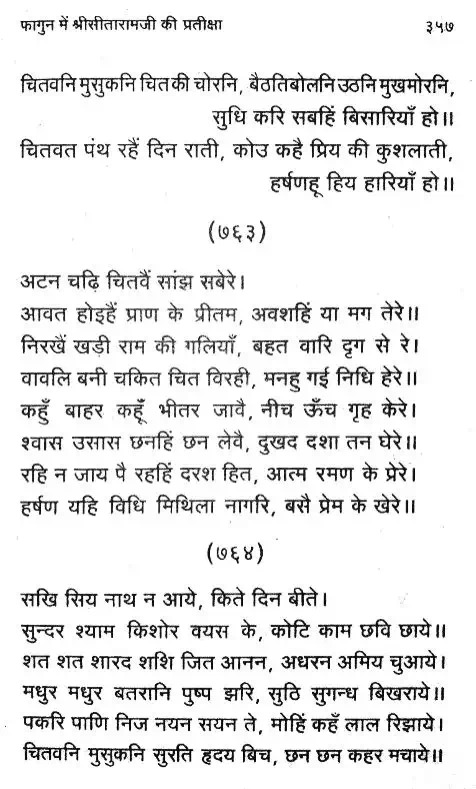 फागुन में श्रीसीतारामजी की प्रतीक्षा ३५७
चितवनि मुसुकनि चितकी चोरनि, बैठतिबोलनि उठनि मुखमोरनि,
सुधि करि सबहिं बिसारियाँ हो॥
चितवत पंथ रहैं दिन राती, कोउ कहै प्रिय की कुशलाती,
हर्षणहू हिय हारियाँ हो॥
(७६३)
अटन चढ़ि चितवैं सांझ सबेरे।
आवत होइहैं प्राण के प्रीतम, अवशहिं या मग तेरे॥
निरखैं खड़ी राम की गलियाँ, बहत वारि दृग से रे।
वावलि बनी चकित चित विरही, मनहु गई निधि हेरे॥
कहुँ बाहर कहूँ भीतर जावै, नीच ऊँच गृह केरे।
श्वास उसास छनहिं छन लेवै, दुखद दशा तन घेरे॥
रहि न जाय पै रहहिं दरश हित, आत्म रमण के प्रेरे।
हर्षण यहि विधि मिथिला नागरि, बसै प्रेम के खेरे॥
(७६४)
सखि सिय नाथ न आये, किते दिन बीते।
सुन्दर श्याम किशोर वयस के, कोटि काम छवि छाये॥
शत शत शारद शशि जित आनन, अधरन अमिय चुआये।
मधुर मधुर बतरानि पुष्प झरि, सुठि सुगन्ध बिखराये॥
पकरि पाणि निज नयन सयन ते, मोहिं कहँ लाल रिझाये।
चितवनि मुसुकनि सुरति हृदय बिच, छन छन कहर मचाये॥